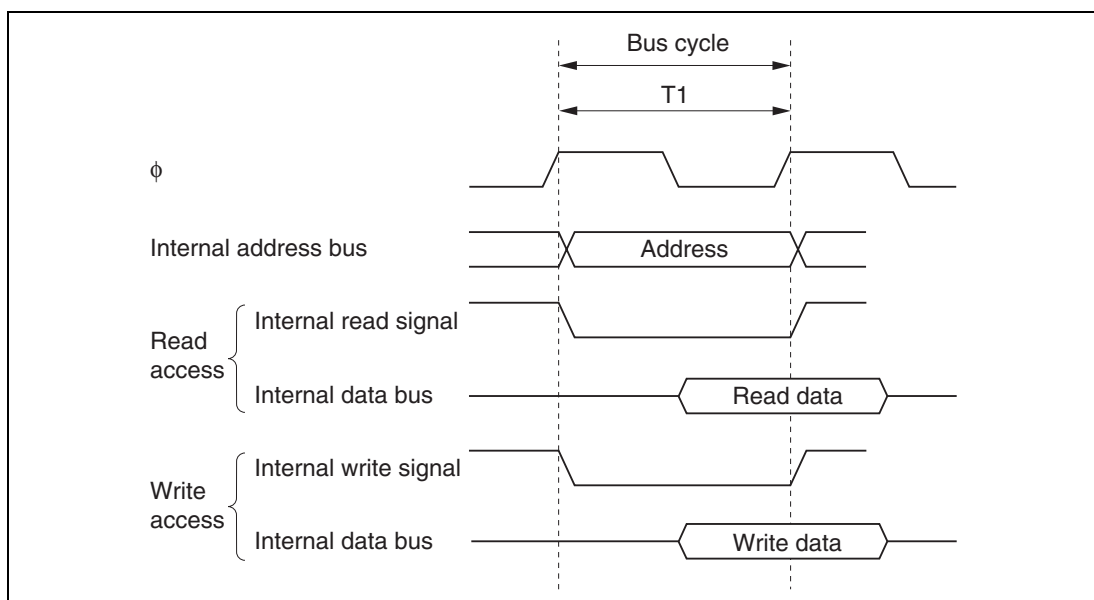 Bus cycle
T1
ϕ
Internal address bus
Address
Read
access
Internal read signal
Internal data bus
Read data
Write
access
Internal write signal
Internal data bus
Write data